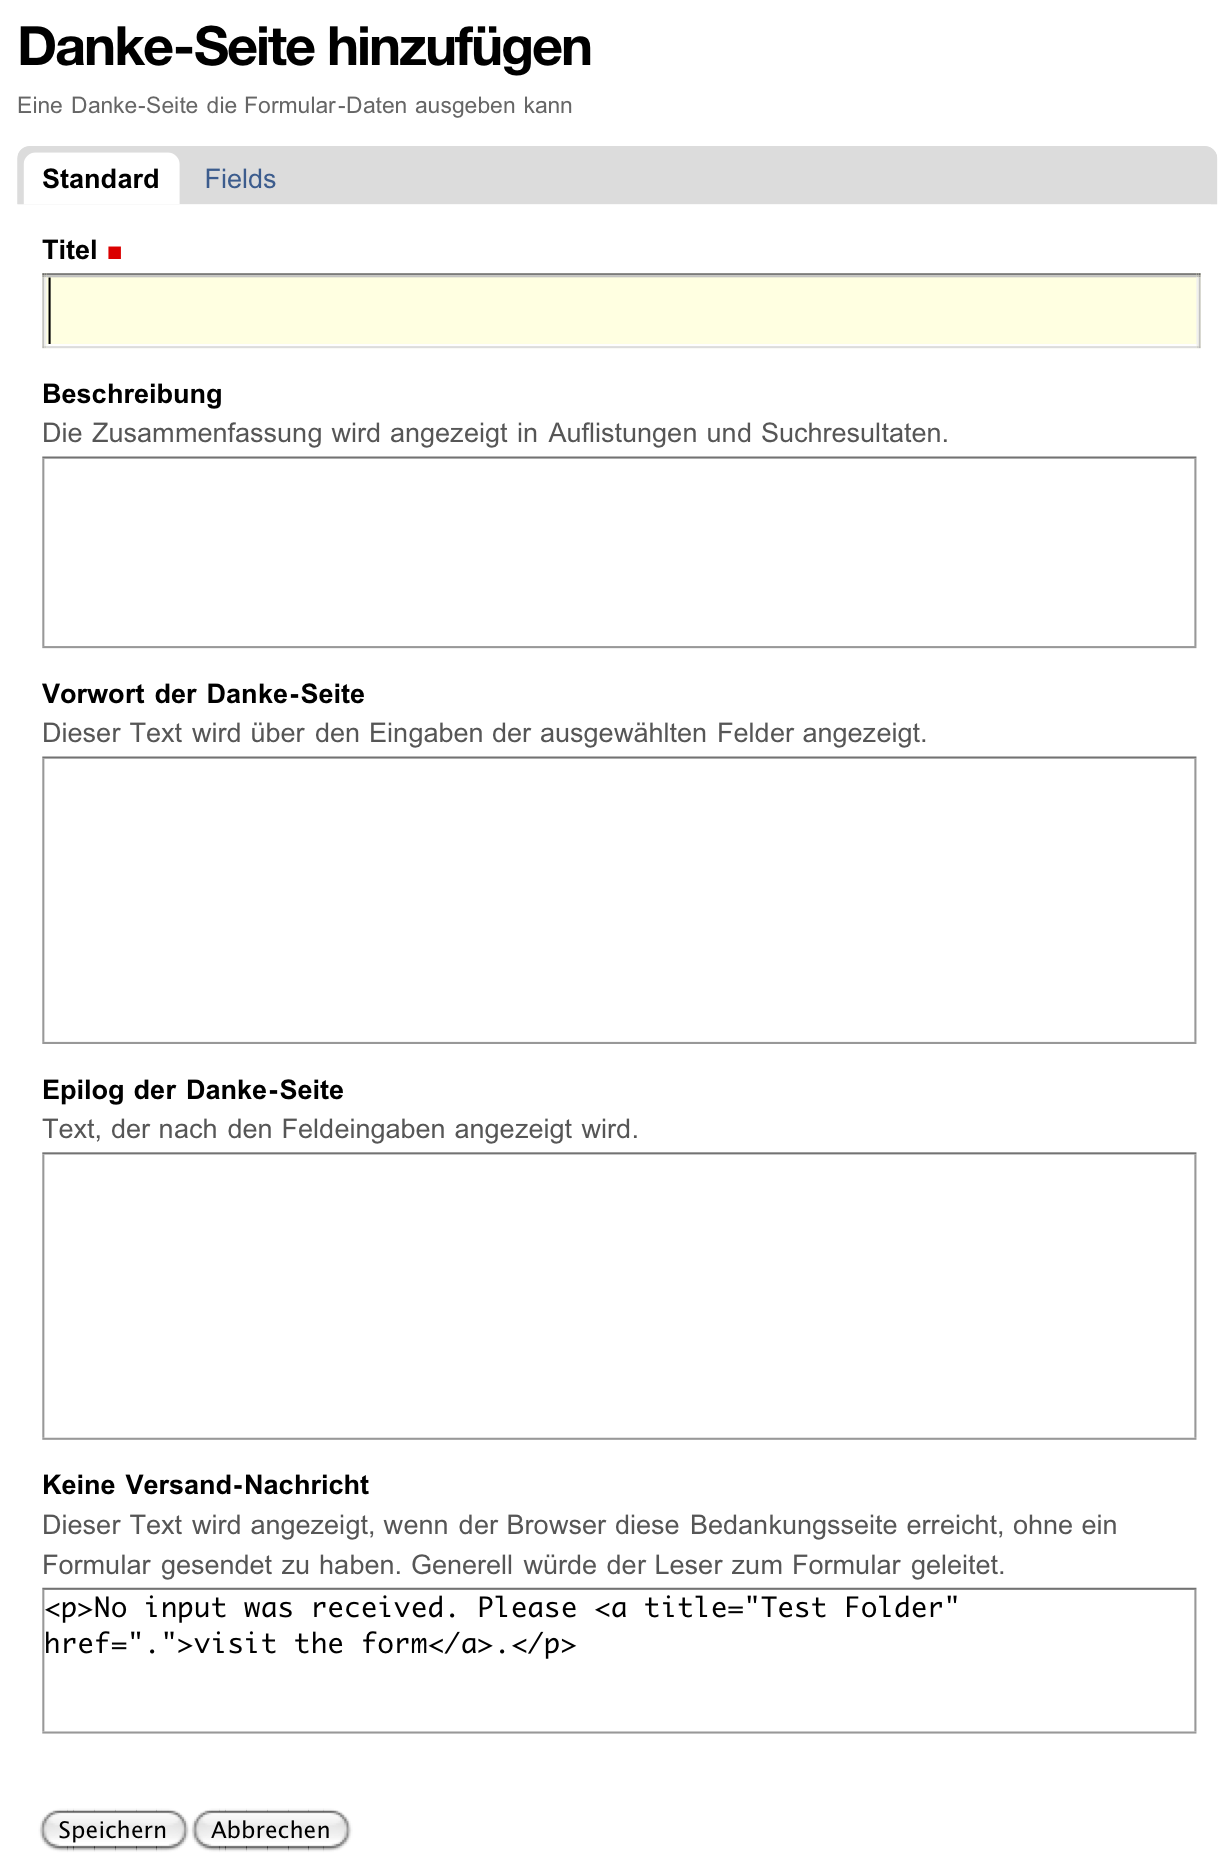 Danke-Seite hinzufügen
Eine Danke-Seite die Formular-Daten ausgeben kann
Standard Fields
Titel
Beschreibung
Die Zusammenfassung wird angezeigt in Auflistungen und Suchresultaten.
Vorwort der Danke-Seite
Dieser Text wird über den Eingaben der ausgewählten Felder angezeigt.
Epilog der Danke-Seite
Text, der nach den Feldeingaben angezeigt wird.
Keine Versand-Nachricht
Dieser Text wird angezeigt, wenn der Browser diese Bedankungsseite erreicht, ohne ein
Formular gesendet zu haben. Generell würde der Leser zum Formular geleitet.
<p>No input was received. Please <a title="Test Folder"
href=".">visit the form</a>.</p>
Speichern Abbrechen